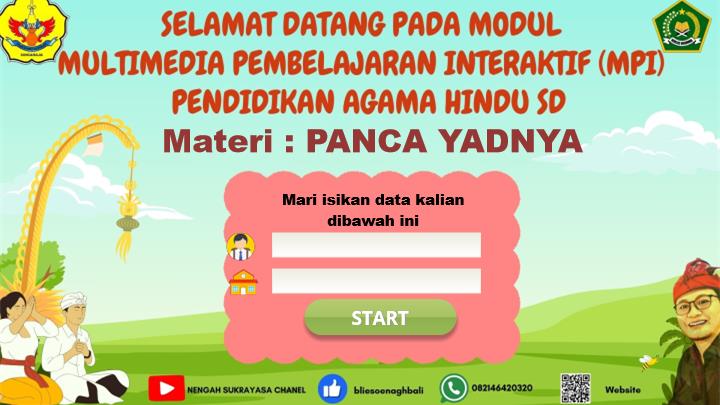 SELAMAT DATANG PADA MODUL
MULTIMEDIA PEMBELAJARAN INTERAKTIF (MPI)
PENDIDIKAN AGAMA HINDU SD
Materi : PANCA YADNYA
Mari isikan data kalian
dibawah ini
START
NENGAH SUKRAYASA CHANEL
bliesoenaghbali
082146420320
Website